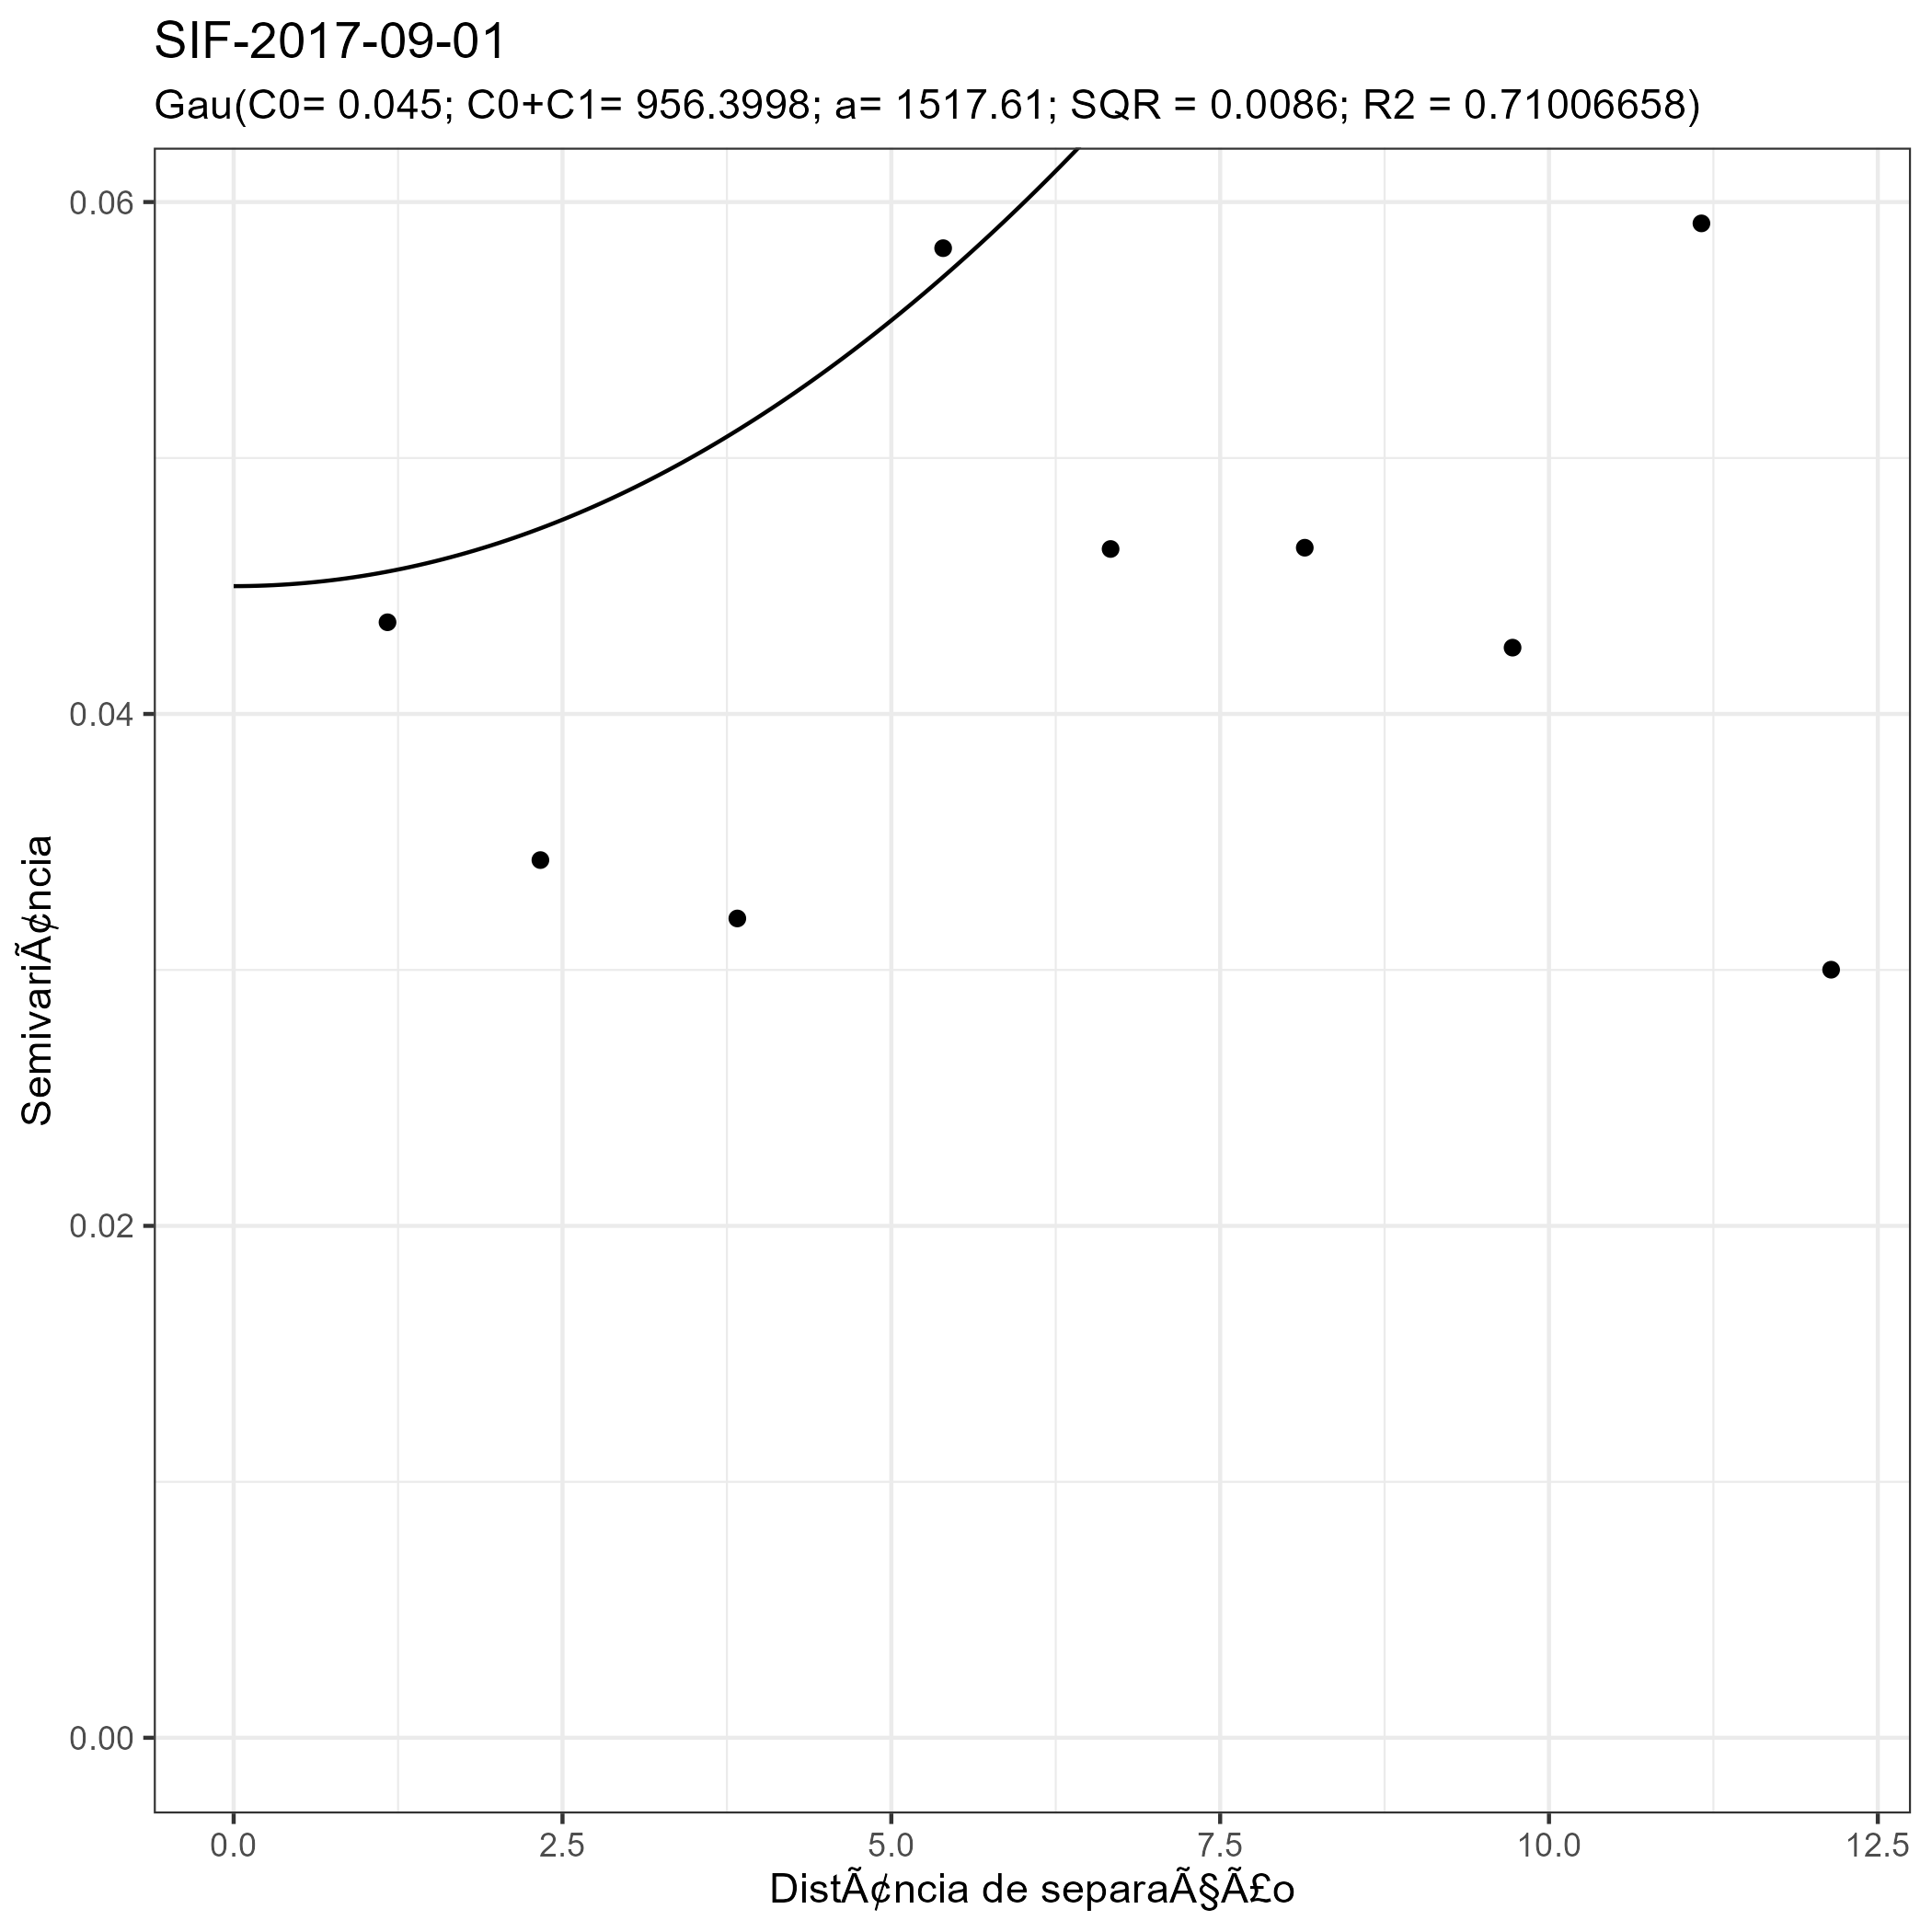 SIF-2017-09-01
Gau(C0= 0.045; C0+C1= 956.3998; a= 1517.61; SQR = 0.0086; R2 = 0.71006658)
0.06
0.04
0.02
0.00
SemivariÃ¢ncia
0.0 2.5 5.0 7.5 10.0 12.5
DistÃ¢ncia de separaÃ§Ã£o